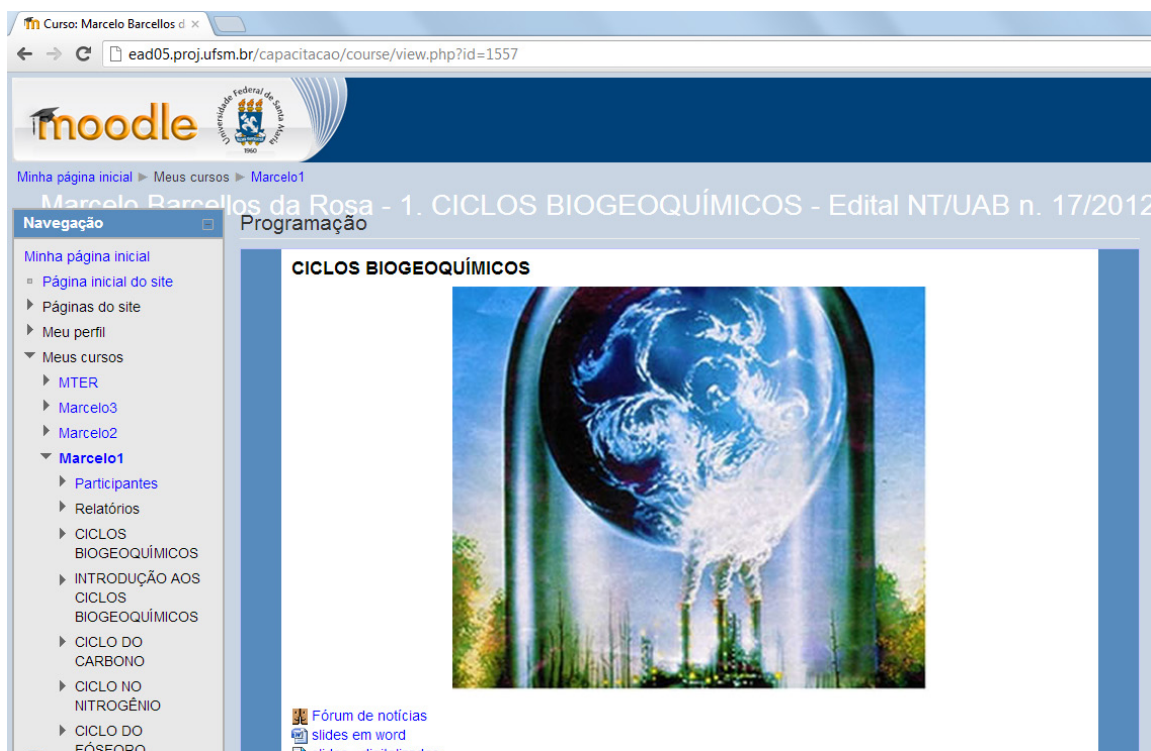 Curso: Marcelo Barcellos d
ead05.proj.ufsm.br/capacitacao/course/view.php?id=1557
moodle
Universidade Federal de Santa Maria
1960
Minha página inicial ▶ Meus cursos ▶ Marcelo1
Marcelo Barcellos da Rosa - 1. CICLOS BIOGEOQUÍMICOS - Edital NT/UAB n. 17/2012
Navegação
Minha página inicial
Página inicial do site
Páginas do site
Meu perfil
Meus cursos
MTER
Marcelo3
Marcelo2
Marcelo1
Participantes
Relatórios
CICLOS
BIOGEOQUÍMICOS
INTRODUÇÃO AOS
CICLOS
BIOGEOQUÍMICOS
CICLO DO
CARBONO
CICLO NO
NITROGÊNIO
CICLO DO
FÓSFORO
Programação
CICLOS BIOGEOQUÍMICOS
Fórum de notícias
slides em word